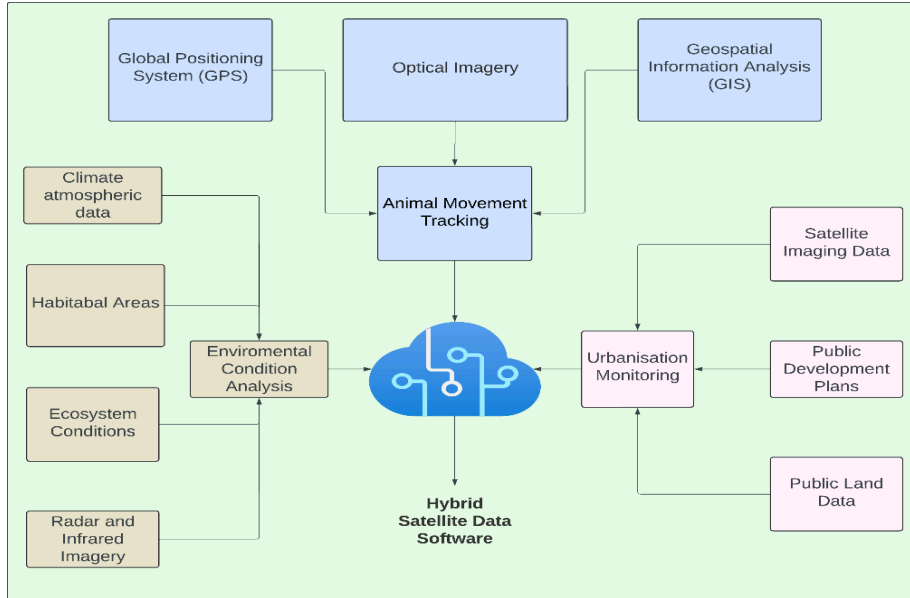 Global Positioning
System (GPS)
Optical Imagery
Geospatial
Information Analysis
(GIS)
Climate
atmospheric
data
Animal Movement
Tracking
Satellite
Imaging Data
Habitabal Areas
Enviromental
Condition
Analysis
Urbanisation
Monitoring
Public
Development
Plans
Ecosystem
Conditions
Public Land
Data
Radar and
Infrared
Imagery
Hybrid
Satellite Data
Software